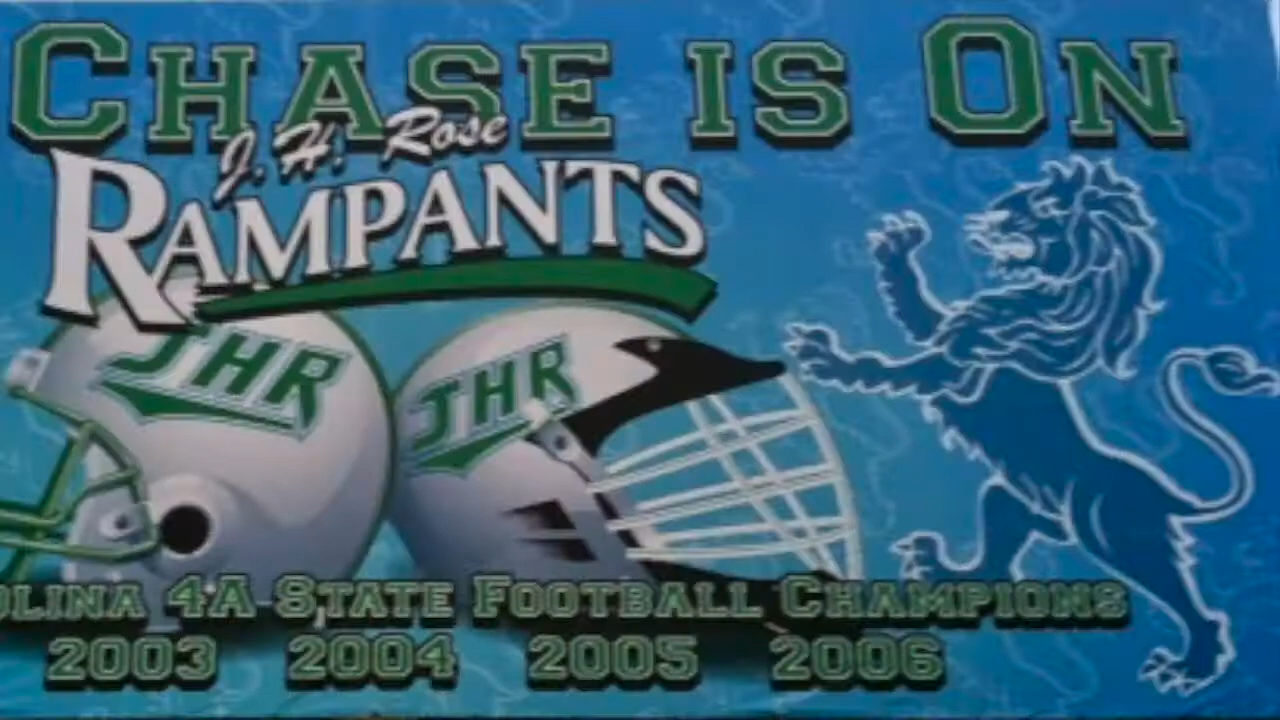 CHASE IS ON
J.H. Rose
RAMPANTS
JHR
JHR
OLINA 4A STATE FOOTBALL CHAMPIONS
2003 2004 2005 2006